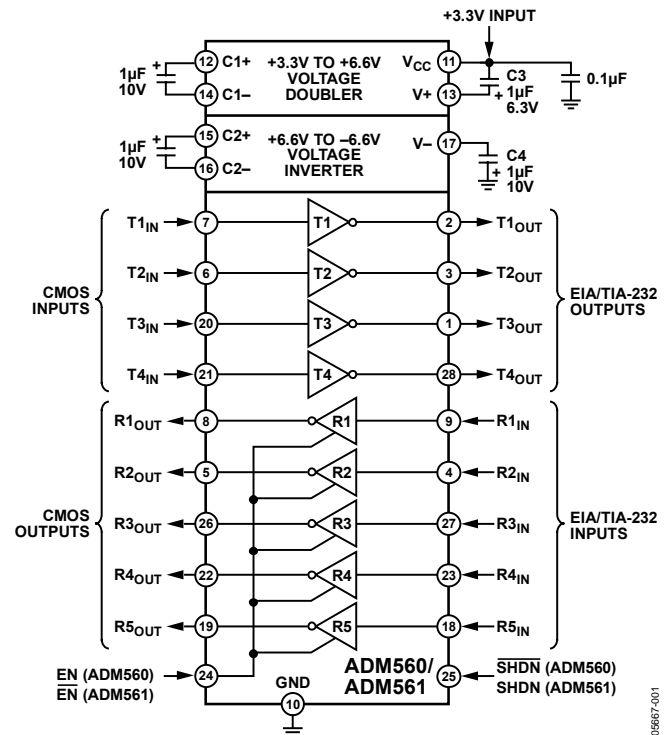 +3.3V INPUT
12 C1+ +3.3V TO +6.6V VCC 11
1µF + 10V
VOLTAGE DOUBLER
14 C1– V+ 13
C3 + 1µF 6.3V
0.1µF
15 C2+ +6.6V TO –6.6V V– 17
1µF + 10V
VOLTAGE INVERTER
16 C2–
C4 + 1µF 10V
T1IN 7 T1 2 T1OUT
T2IN 6 T2 3 T2OUT
CMOS INPUTS
EIA/TIA-232 OUTPUTS
T3IN 20 T3 1 T3OUT
T4IN 21 T4 28 T4OUT
R1OUT 8 R1 9 R1IN
R2OUT 5 R2 4 R2IN
CMOS OUTPUTS
EIA/TIA-232 INPUTS
R3OUT 26 R3 27 R3IN
R4OUT 22 R4 23 R4IN
R5OUT 19 R5 18 R5IN
EN (ADM560)
E̅N̅ (ADM561)
24
GND
10
ADM560/
ADM561
25
S̅H̅D̅N̅ (ADM560)
SHDN (ADM561)
05667-001